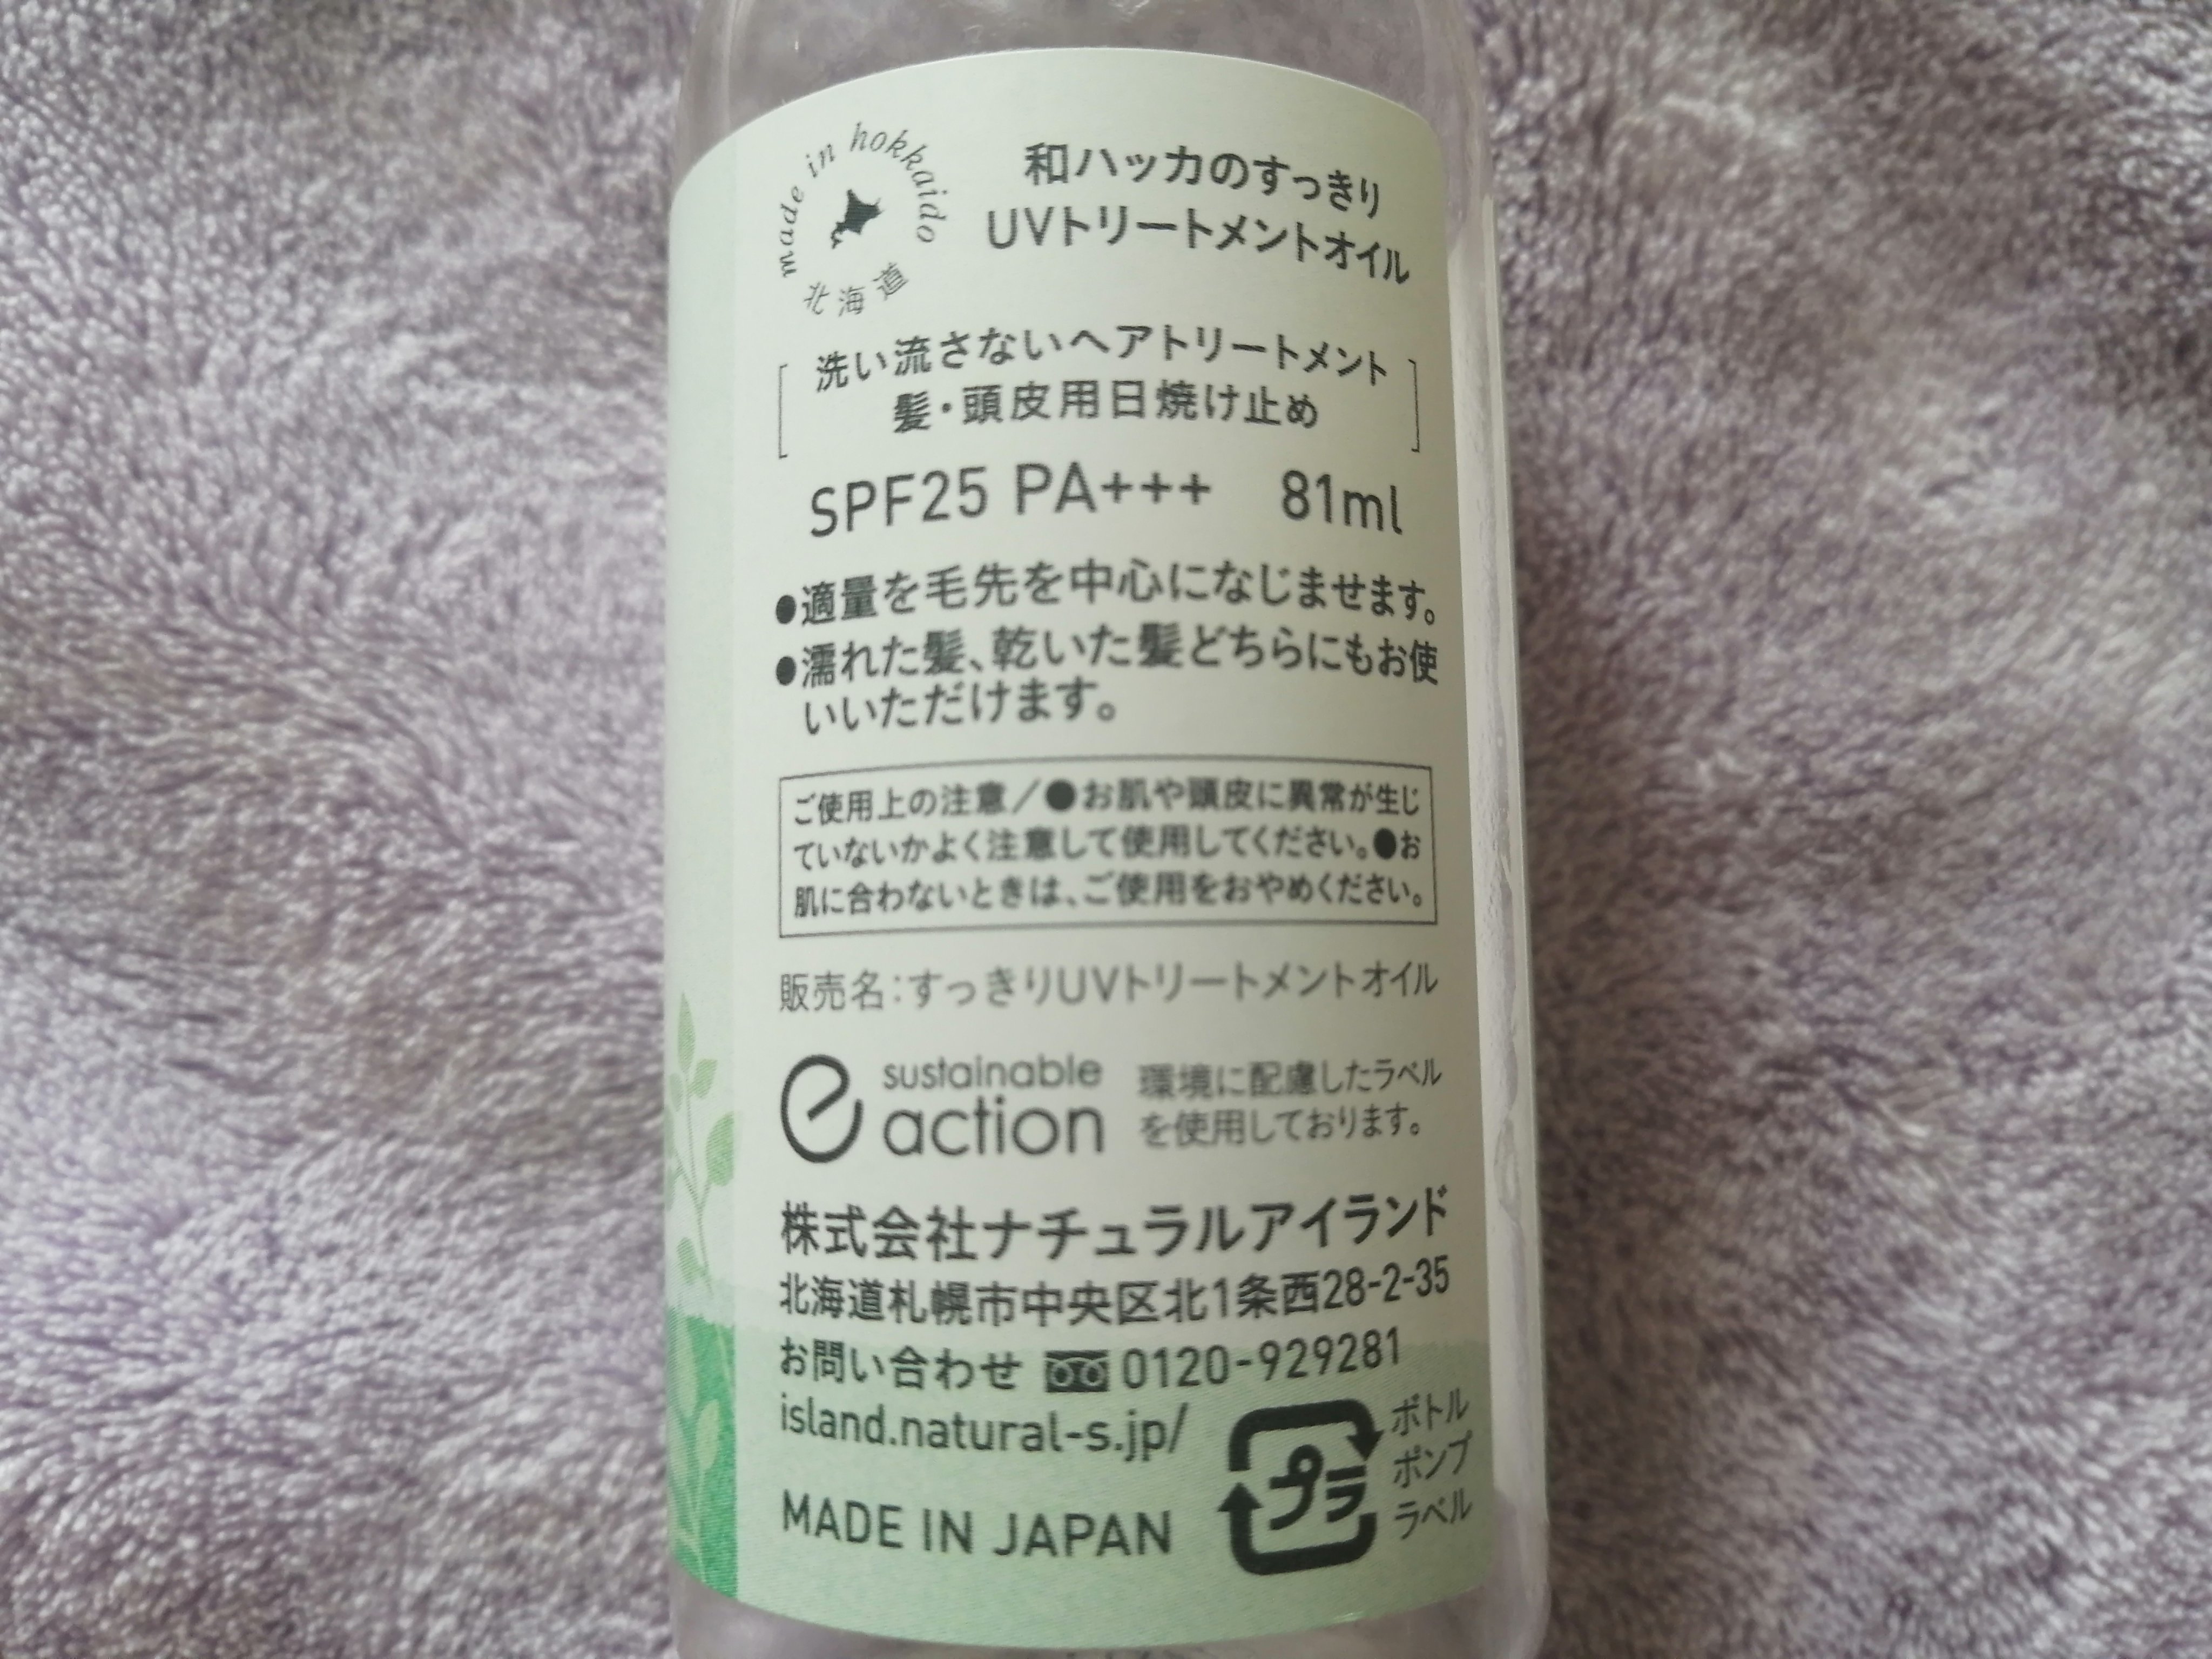 made in hokkaido
北海道
和ハッカのすっきり
UVトリートメントオイル
洗い流さないヘアトリートメント
髪・頭皮用日焼け止め
SPF25 PA+++ 81ml
●適量を毛先を中心になじませます。
●濡れた髪、乾いた髪どちらにもお使
いいただけます。
ご使用上の注意／●お肌や頭皮に異常が生じ
ていないかよく注意して使用してください。●お
肌に合わないときは、ご使用をおやめください。
販売名：すっきりUVトリートメントオイル
sustainable
action
環境に配慮したラベル
を使用しております。
株式会社ナチュラルアイランド
北海道札幌市中央区北1条西28-2-35
お問い合わせ 0120-929281
island.natural-s.jp/
MADE IN JAPAN
プラ
ボトル
ポンプ
ラベル